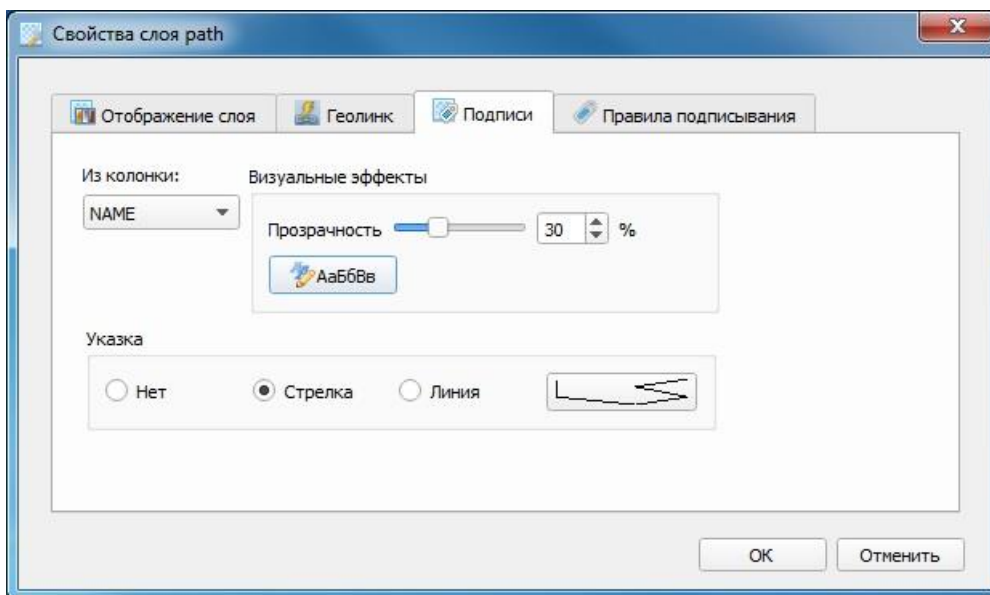 Свойства слоя path
Отображение слоя Геолинк Подписи Правила подписывания
Из колонки: Визуальные эффекты
NAME
Прозрачность 30 %
АаБбВв
Указка
Нет Стрелка Линия
OK Отменить